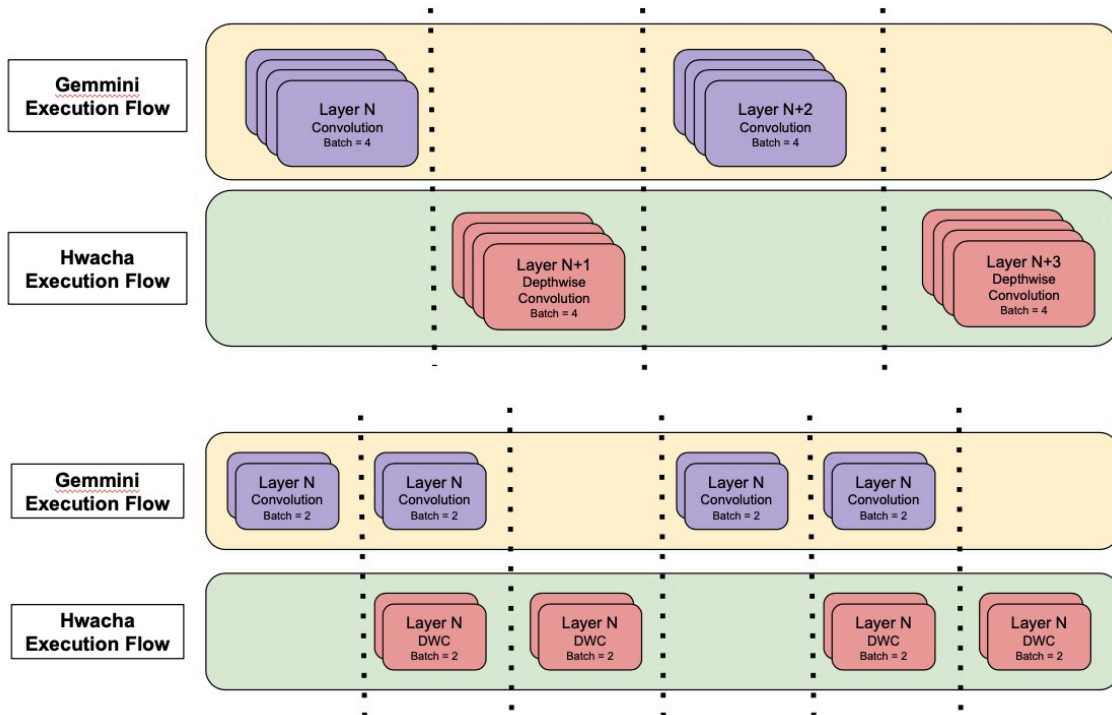 Gemmini
Execution Flow
Layer N
Convolution
Batch = 4
Layer N+2
Convolution
Batch = 4
Hwacha
Execution Flow
Layer N+1
Depthwise
Convolution
Batch = 4
Layer N+3
Depthwise
Convolution
Batch = 4
Gemmini
Execution Flow
Layer N
Convolution
Batch = 2
Layer N
Convolution
Batch = 2
Layer N
Convolution
Batch = 2
Layer N
Convolution
Batch = 2
Hwacha
Execution Flow
Layer N
DWC
Batch = 2
Layer N
DWC
Batch = 2
Layer N
DWC
Batch = 2
Layer N
DWC
Batch = 2